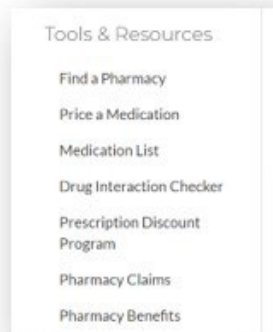 Tools & Resources
Find a Pharmacy
Price a Medication
Medication List
Drug Interaction Checker
Prescription Discount
Program
Pharmacy Claims
Pharmacy Benefits